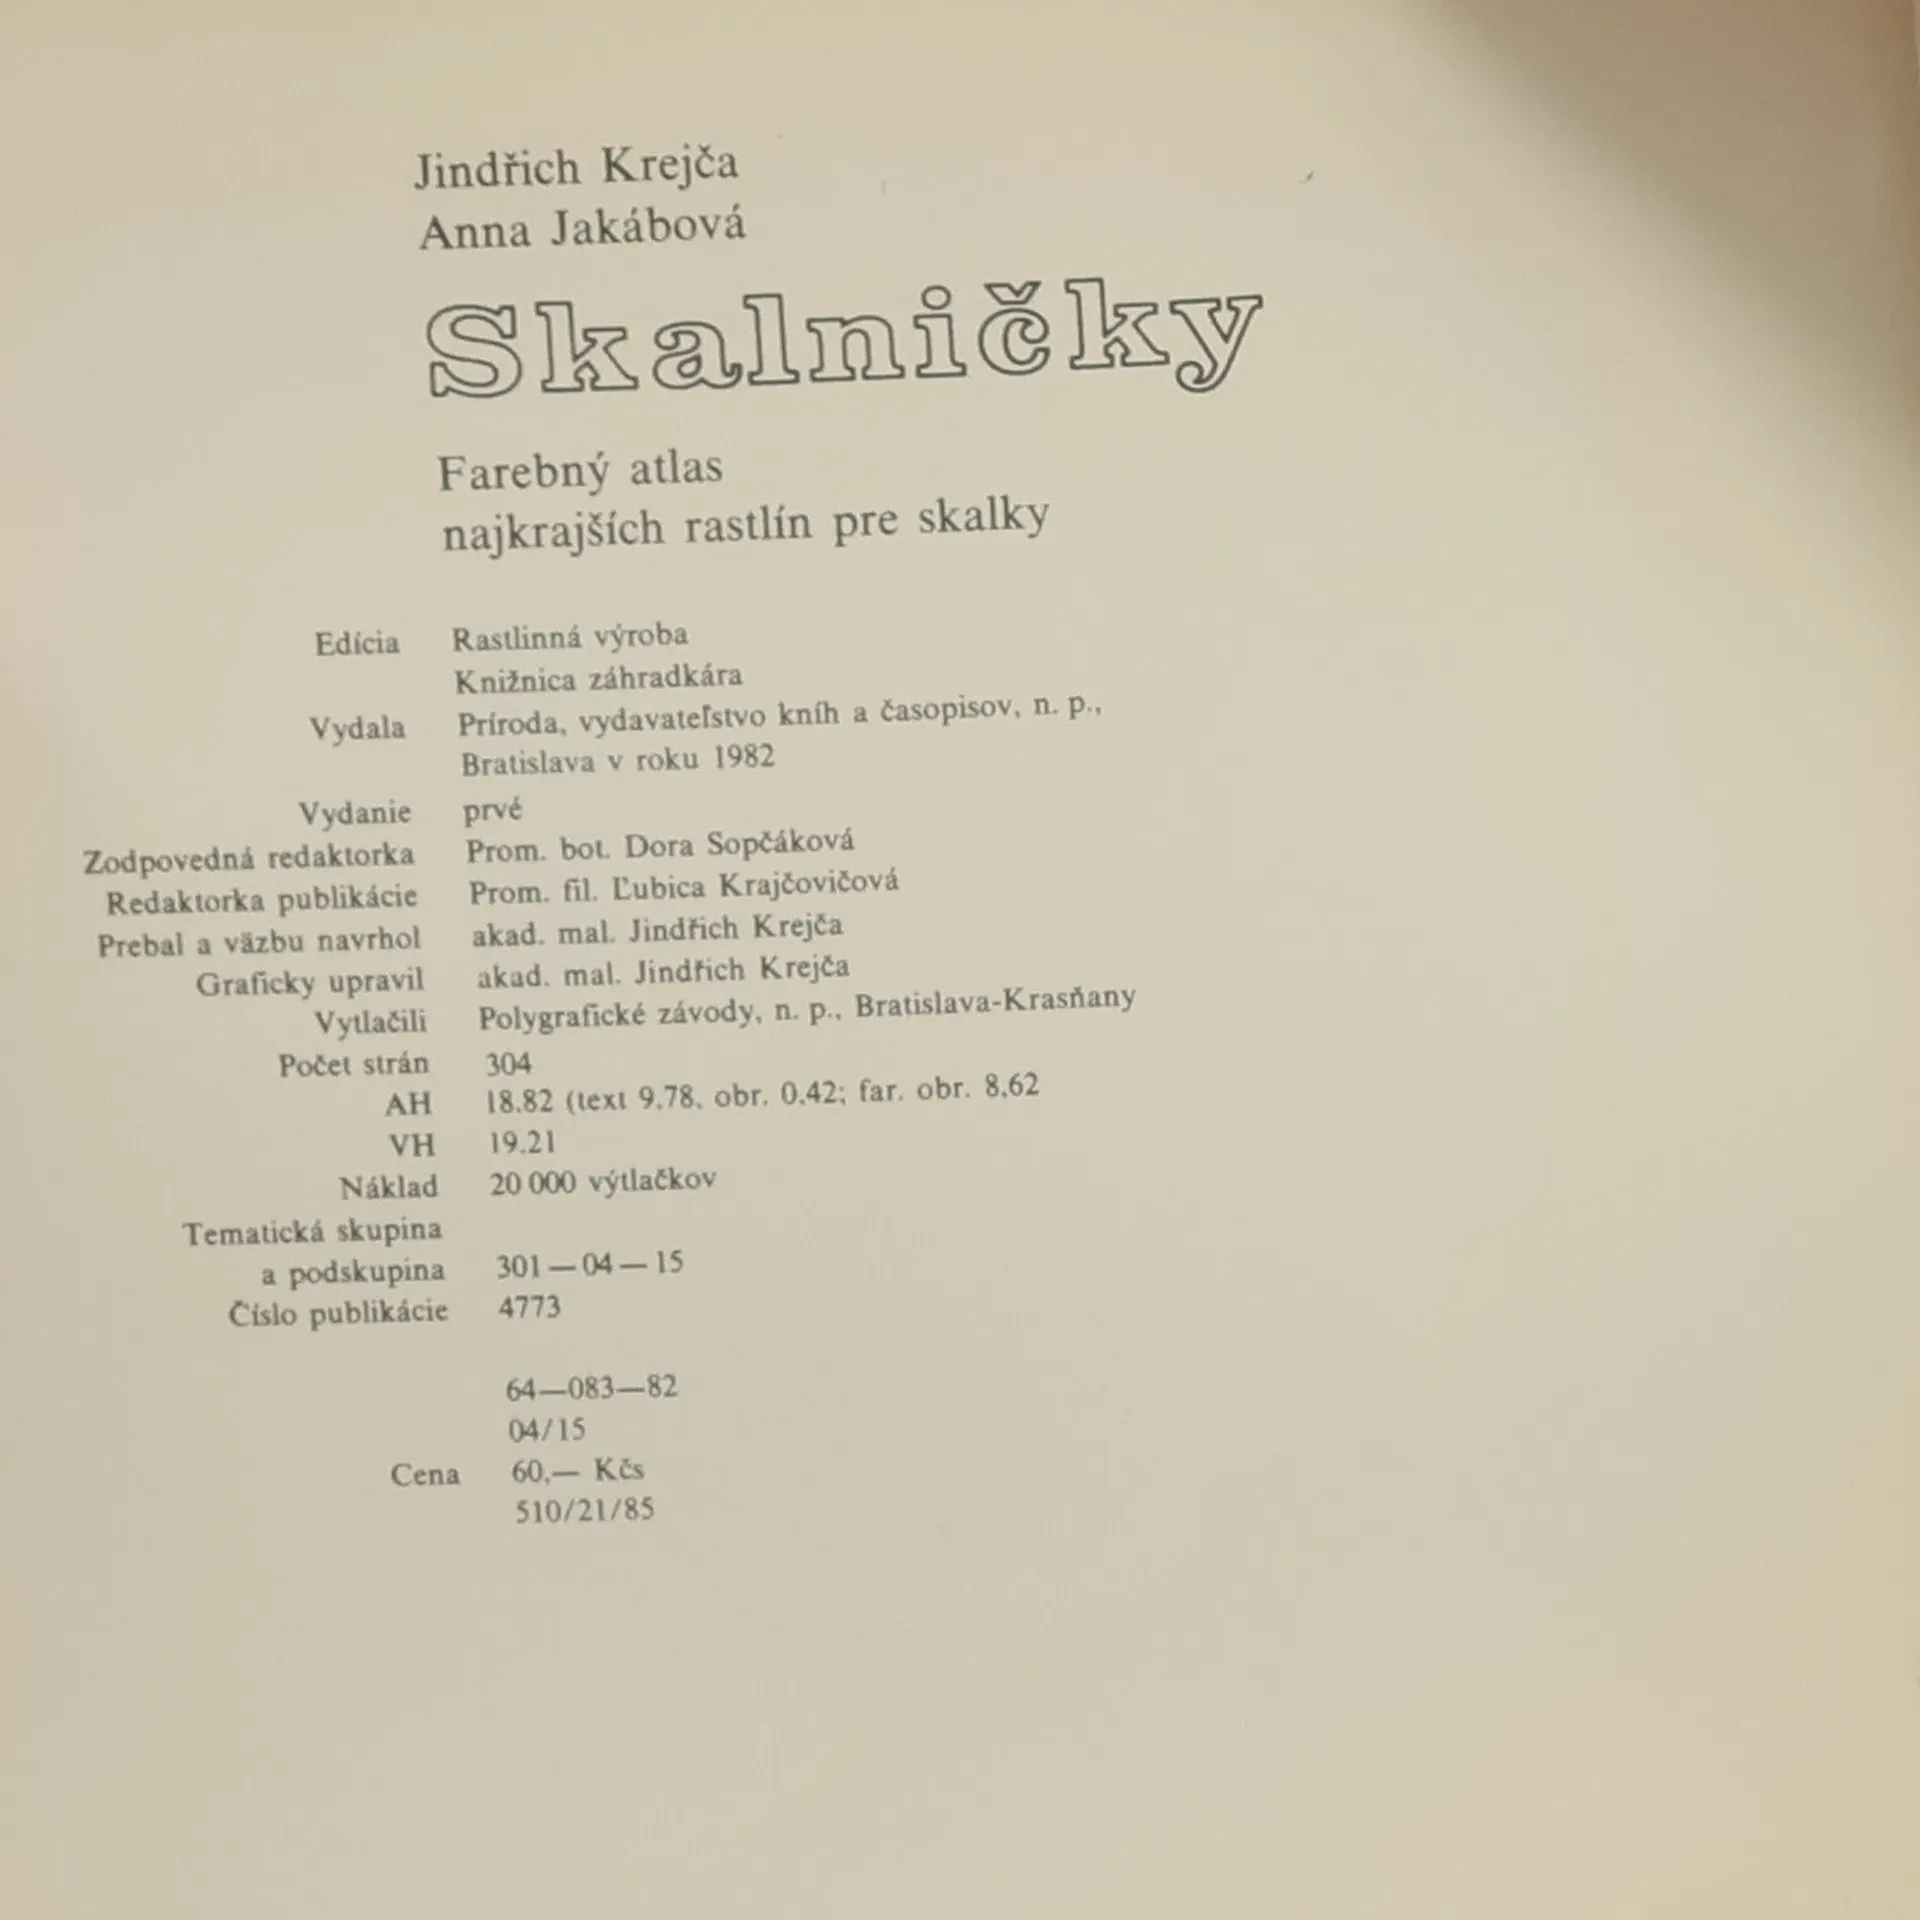 Jindřich Krejča
Anna Jakábová
Skalničky
Farebný atlas
najkrajších rastlín pre skalky
Edícia Rastlinná výroba
Knižnica záhradkára
Vydala Príroda, vydavateľstvo kníh a časopisov, n. p.,
Bratislava v roku 1982
Vydanie prvé
Zodpovedná redaktorka Prom. bot. Dora Sopčáková
Redaktorka publikácie Prom. fil. Ľubica Krajčovičová
Prebal a väzbu navrhol akad. mal. Jindřich Krejča
Graficky upravil akad. mal. Jindřich Krejča
Vytlačili Polygrafické závody, n. p., Bratislava-Krasňany
Počet strán 304
AH 18,82 (text 9,78, obr. 0,42; far. obr. 8,62
VH 19,21
Náklad 20 000 výtlačkov
Tematická skupina
a podskupina 301—04—15
Číslo publikácie 4773
64—083—82
04/15
Cena 60,— Kčs
510/21/85